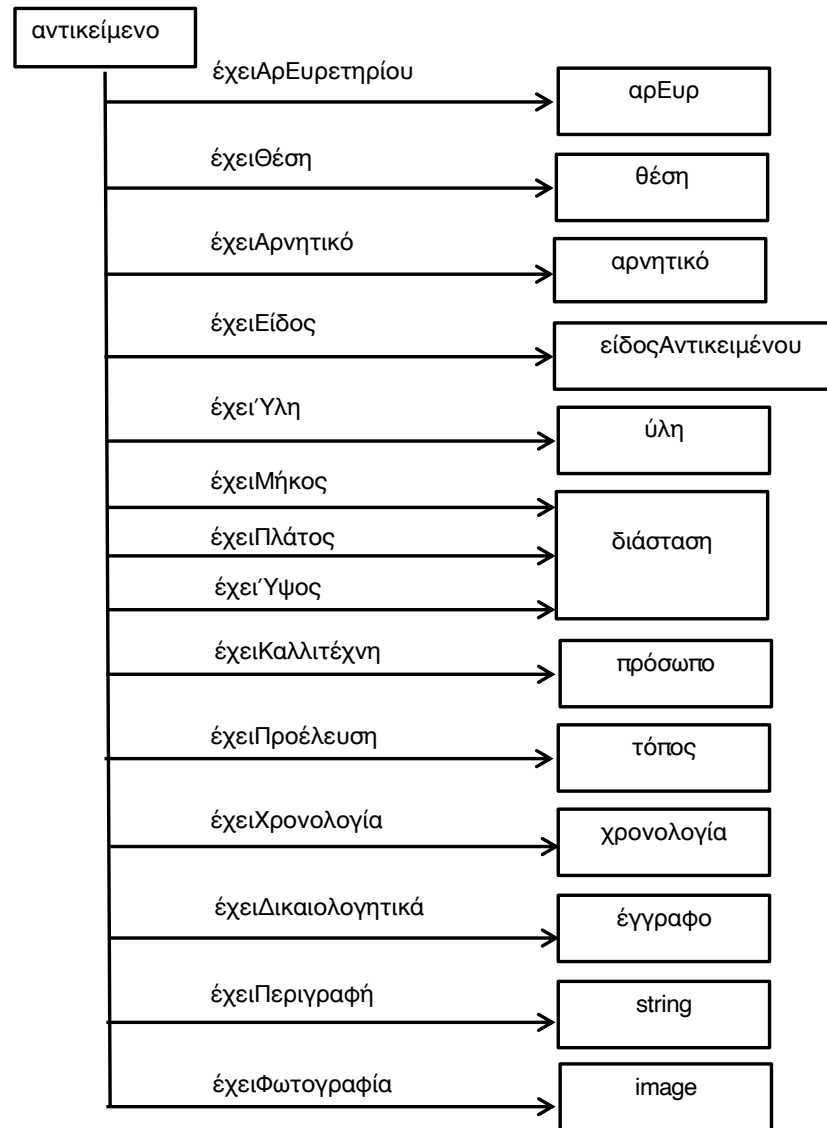 αντικείμενο
έχειΑρΕυρετηρίου
αρΕυρ
έχειΘέση
θέση
έχειΑρνητικό
αρνητικό
έχειΕίδος
είδοςΑντικειμένου
έχειΎλη
ύλη
έχειΜήκος
έχειΠλάτος
διάσταση
έχειΎψος
έχειΚαλλιτέχνη
πρόσωπο
έχειΠροέλευση
τόπος
έχειΧρονολογία
χρονολογία
έχειΔικαιολογητικά
έγγραφο
έχειΠεριγραφή
string
έχειΦωτογραφία
image